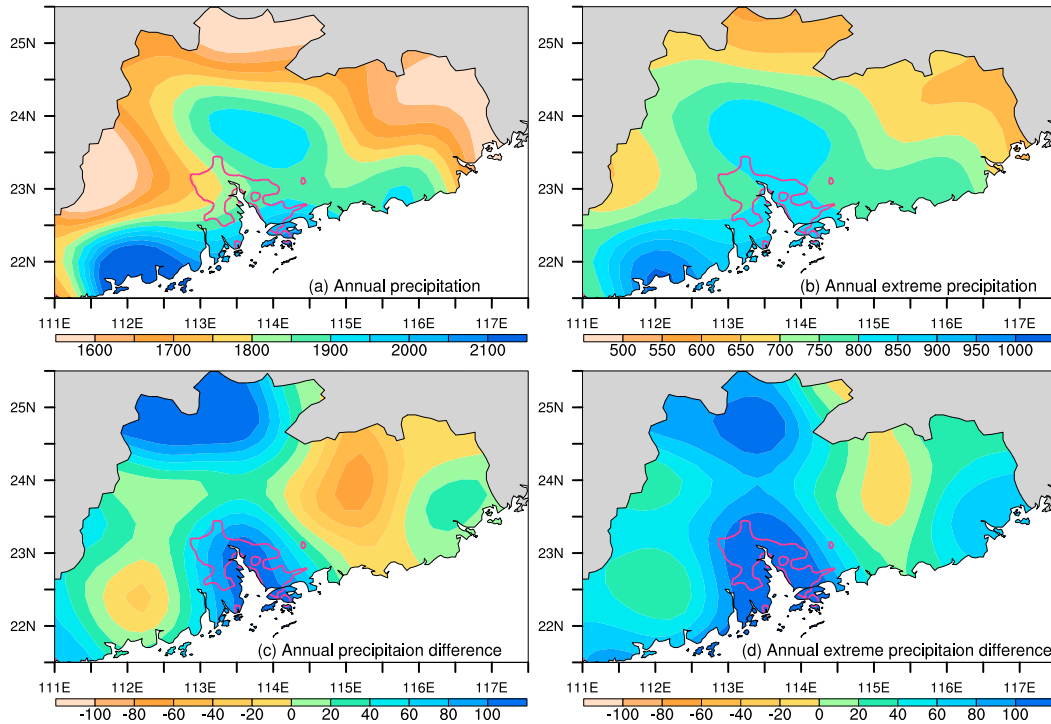 25N
24N
23N
22N
(a) Annual precipitation
111E 112E 113E 114E 115E 116E 117E
1600 1750 1850 1950 2000 2100
25N
24N
23N
22N
(b) Annual extreme precipitation
111E 112E 113E 114E 115E 116E 117E
500 550 600 650 700 750 850 900 950 1000
25N
24N
23N
22N
(c) Annual precipitaion difference
111E 112E 113E 114E 115E 116E 117E
-100 -80 -60 -40 -20 0 20 40 60 80 100
25N
24N
23N
22N
(d) Annual extreme precipitaion difference
111E 112E 113E 114E 115E 116E 117E
-100 -80 -60 -40 -20 0 20 40 60 80 100